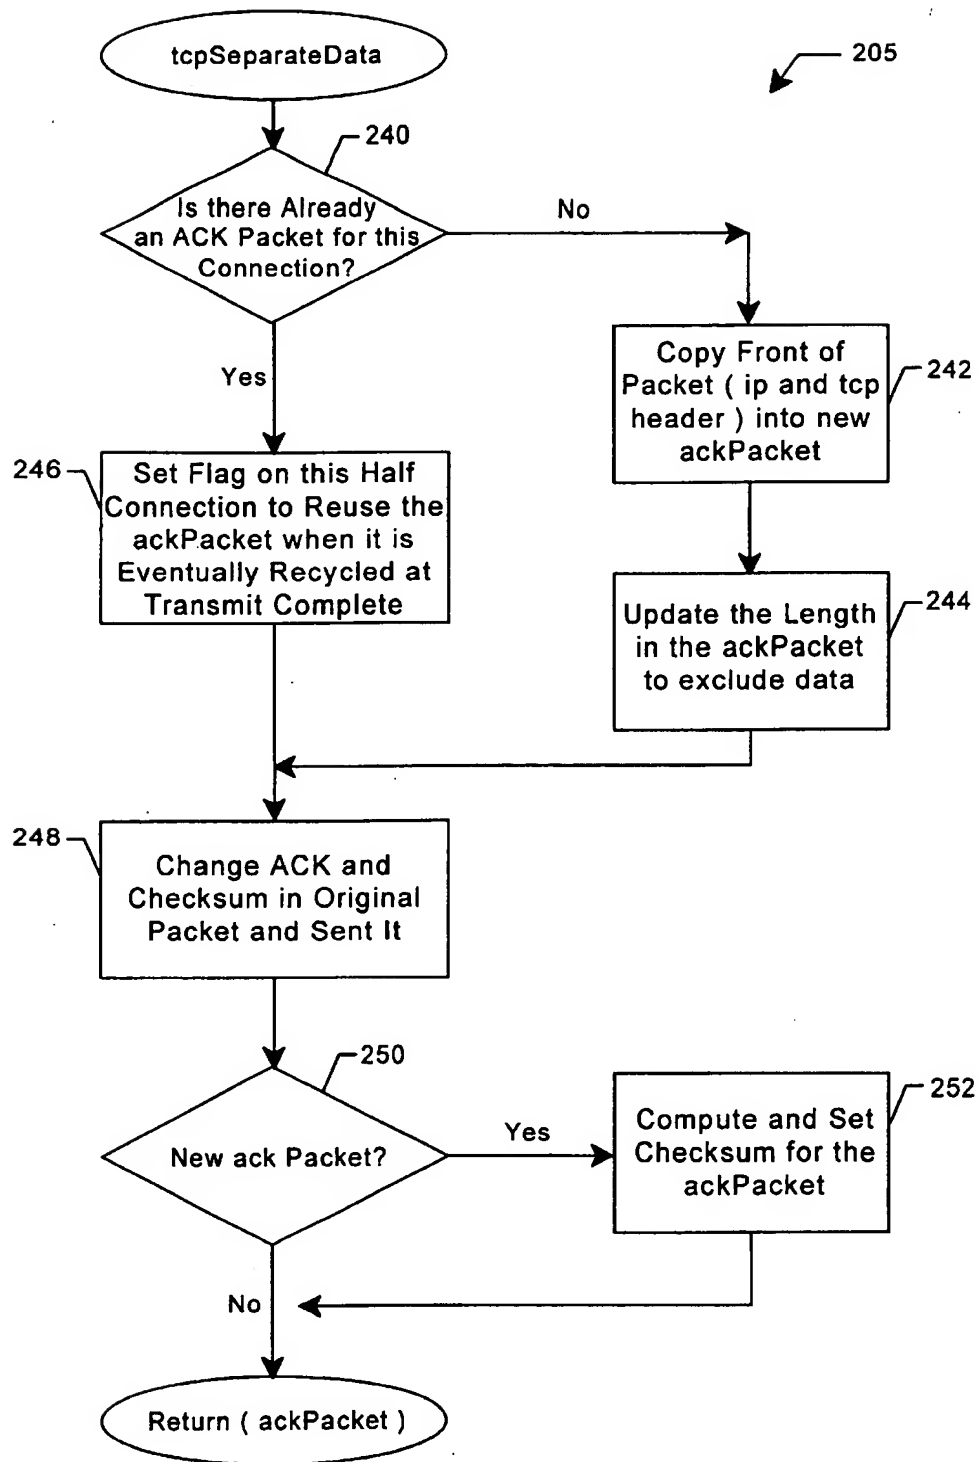 tcpSeparateData
205
240
Is there Already
an ACK Packet for this
Connection?
No
Yes
Copy Front of
Packet ( ip and tcp
header ) into new
ackPacket
242
246
Set Flag on this Half
Connection to Reuse the
ackPacket when it is
Eventually Recycled at
Transmit Complete
Update the Length
in the ackPacket
to exclude data
244
248
Change ACK and
Checksum in Original
Packet and Sent It
250
New ack Packet?
Yes
Compute and Set
Checksum for the
ackPacket
252
No
Return ( ackPacket )